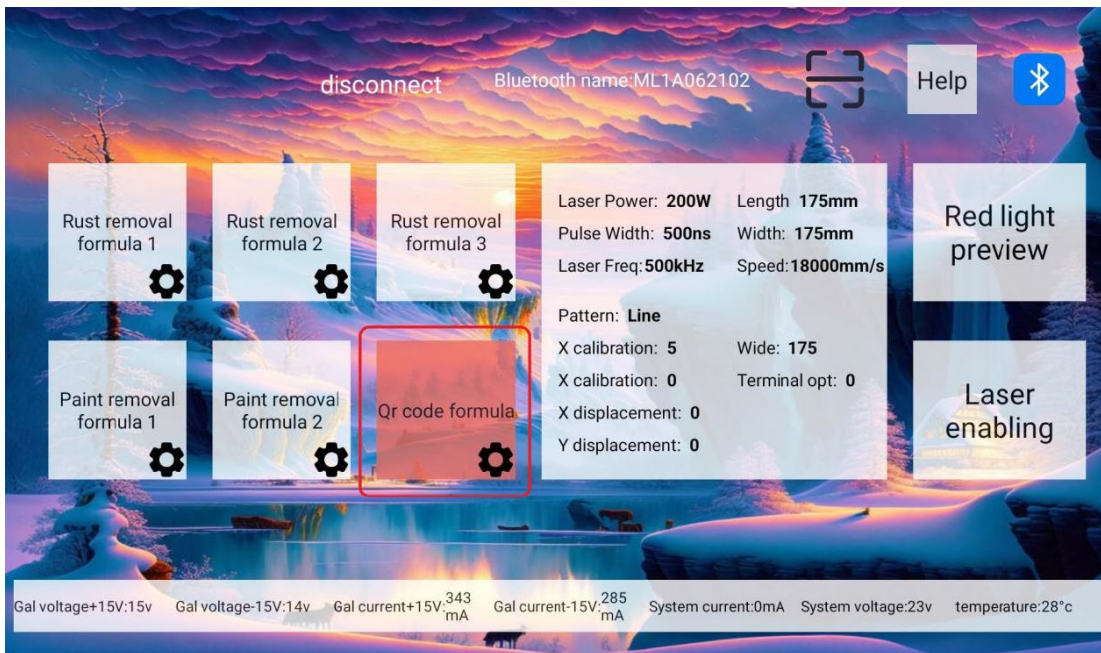 disconnect
Bluetooth name:ML1A062102
Help
Rust removal
formula 1
Rust removal
formula 2
Rust removal
formula 3
Paint removal
formula 1
Paint removal
formula 2
Qr code formula
Laser Power: 200W
Length 175mm
Pulse Width: 500ns
Width: 175mm
Laser Freq:500kHz
Speed:18000mm/s
Pattern: Line
X calibration: 5
Wide: 175
X calibration: 0
Terminal opt: 0
X displacement: 0
Y displacement: 0
Red light
preview
Laser
enabling
Gal voltage+15V:15v
Gal voltage-15V:14v
Gal current+15V:343
mA
Gal current-15V:285
mA
System current:0mA
System voltage:23v
temperature:28°c